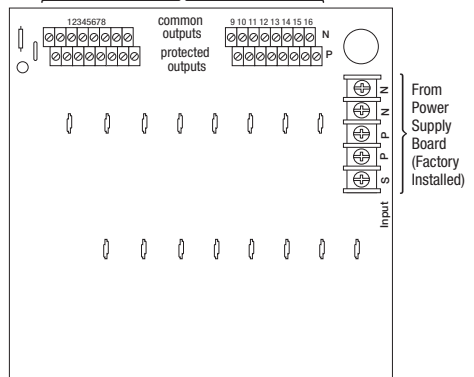 12345678
common
outputs
9 10 11 12 13 14 15 16
N
protected
outputs
P
N
N
P
P
S
Input
From
Power
Supply
Board
(Factory
Installed)